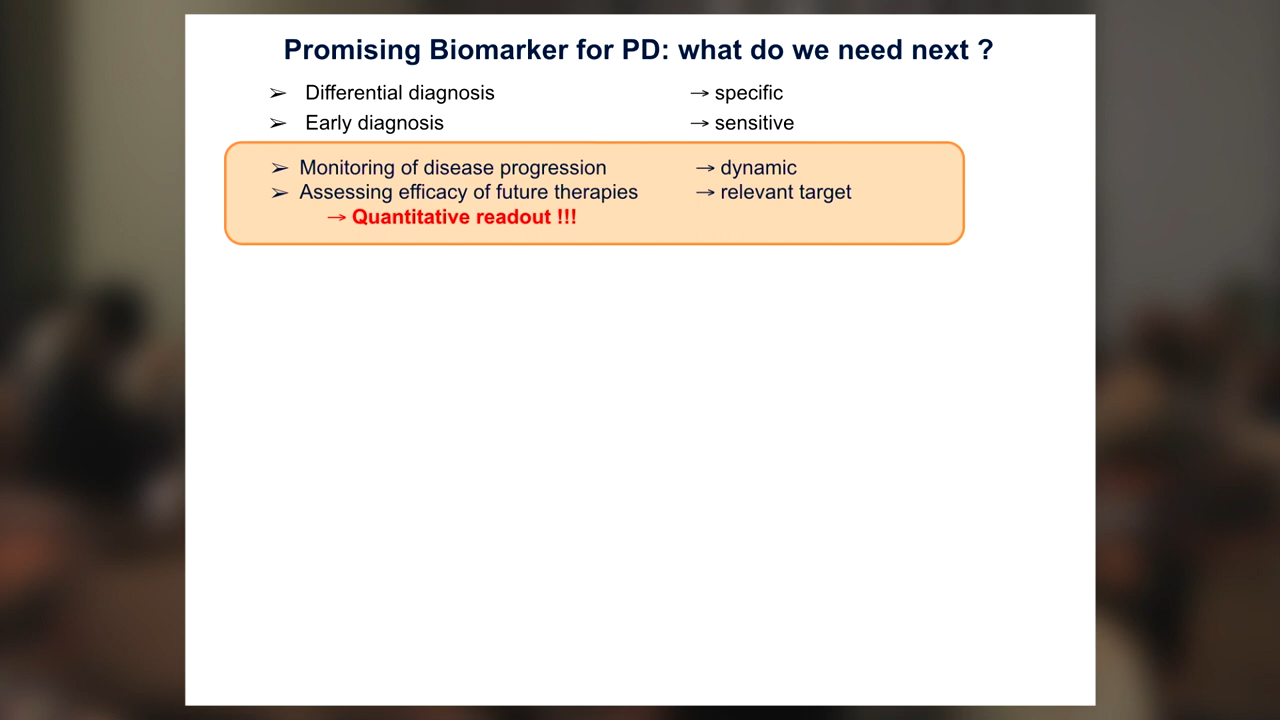 Promising Biomarker for PD: what do we need next ?
➢ Differential diagnosis → specific
➢ Early diagnosis → sensitive
➢ Monitoring of disease progression → dynamic
➢ Assessing efficacy of future therapies → relevant target
→ Quantitative readout !!!